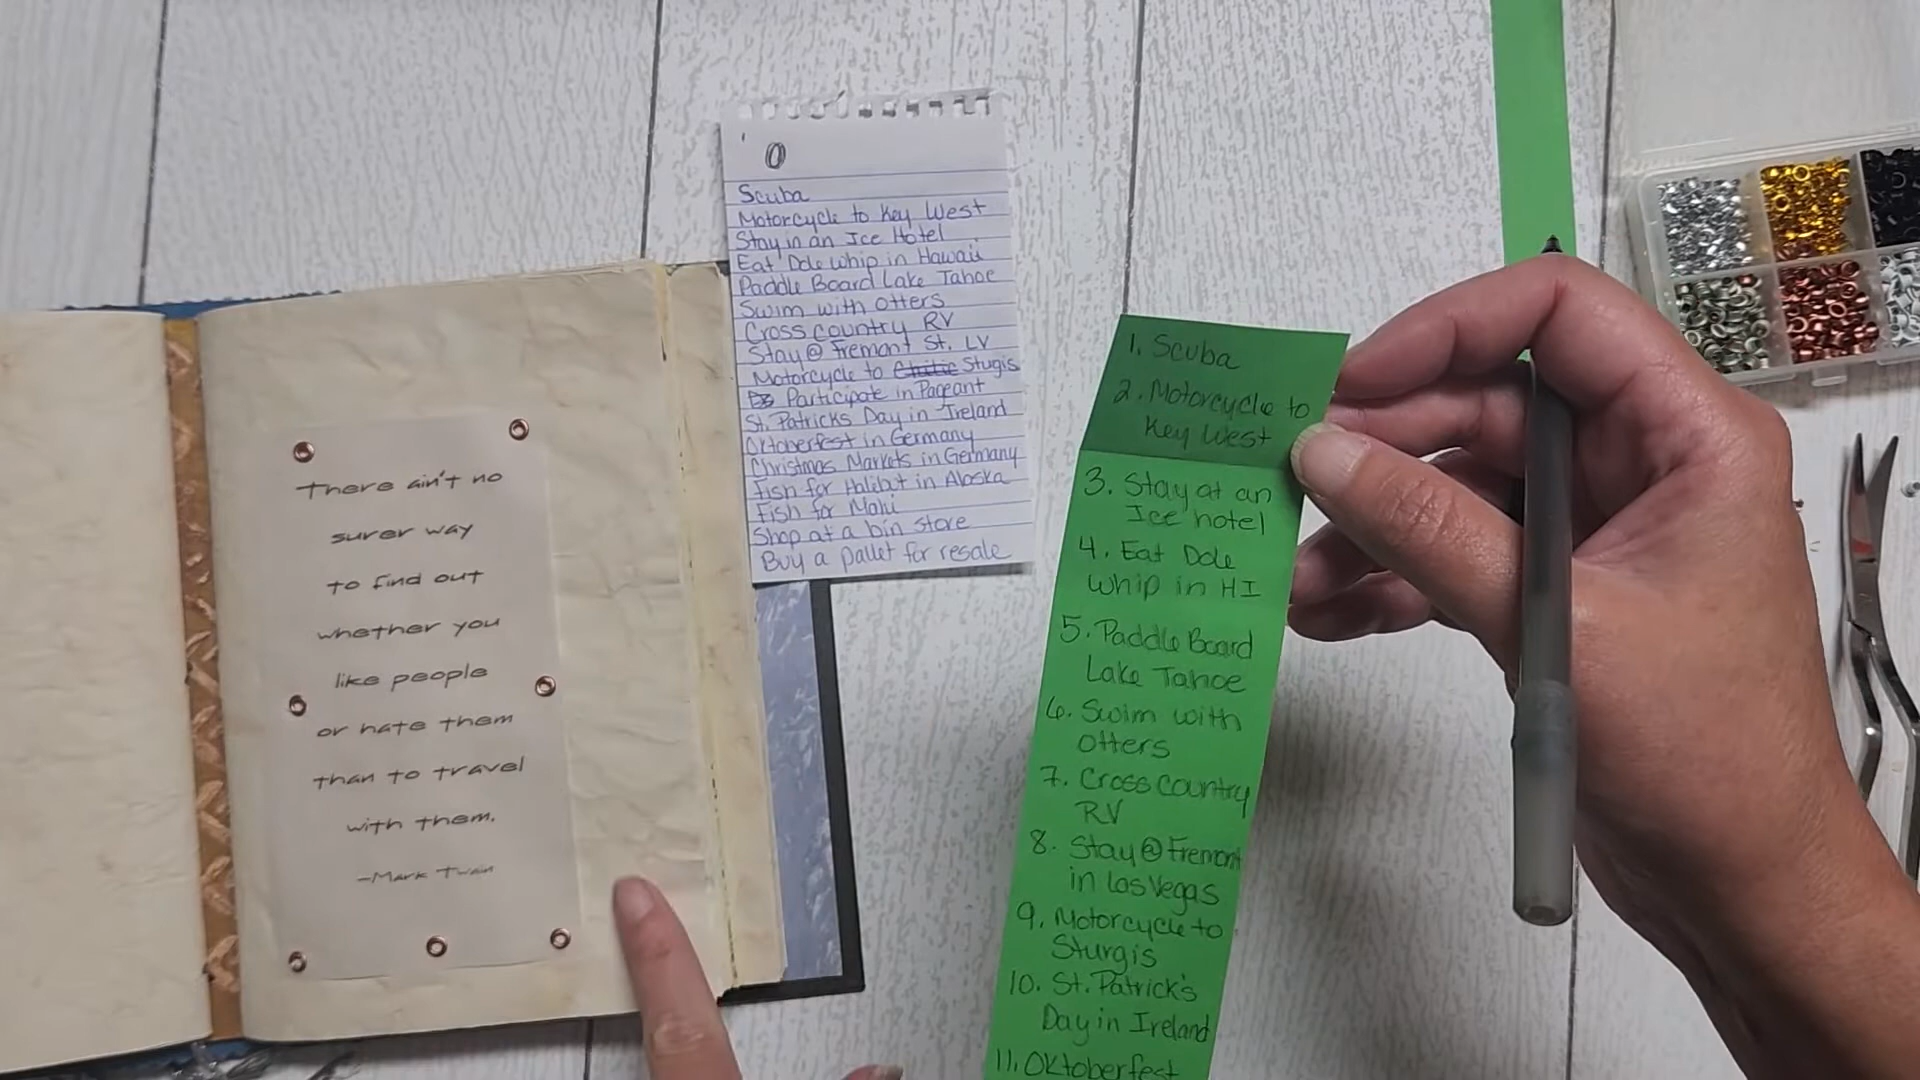 There ain't no
surer way
to find out
whether you
like people
or hate them
than to travel
with them.
-Mark Twain
Scuba
Motorcycle to Key West
Stay in an Ice Hotel
Eat Dole Whip in Hawaii
Paddle Board Lake Tahoe
Swim with Otters
Cross country RV
Stay @ Fremont St. LV
Motorcycle to Sturgis
Participate in Pageant
St. Patricks Day in Ireland
Oktoberfest in Germany
Christmas Markets in Germany
Fish for Halibut in Alaska
Fish for Mahi
Shop at a bin store
Buy a pallet for resale
1. Scuba
2. Motorcycle to
Key West
3. Stay at an
Ice hotel
4. Eat Dole
whip in HI
5. Paddle Board
Lake Tahoe
6. Swim with
Otters
7. Cross Country
RV
8. Stay @ Fremont
in Las Vegas
9. Motorcycle to
Sturgis
10. St. Patrick's
Day in Ireland
11. Oktoberfest